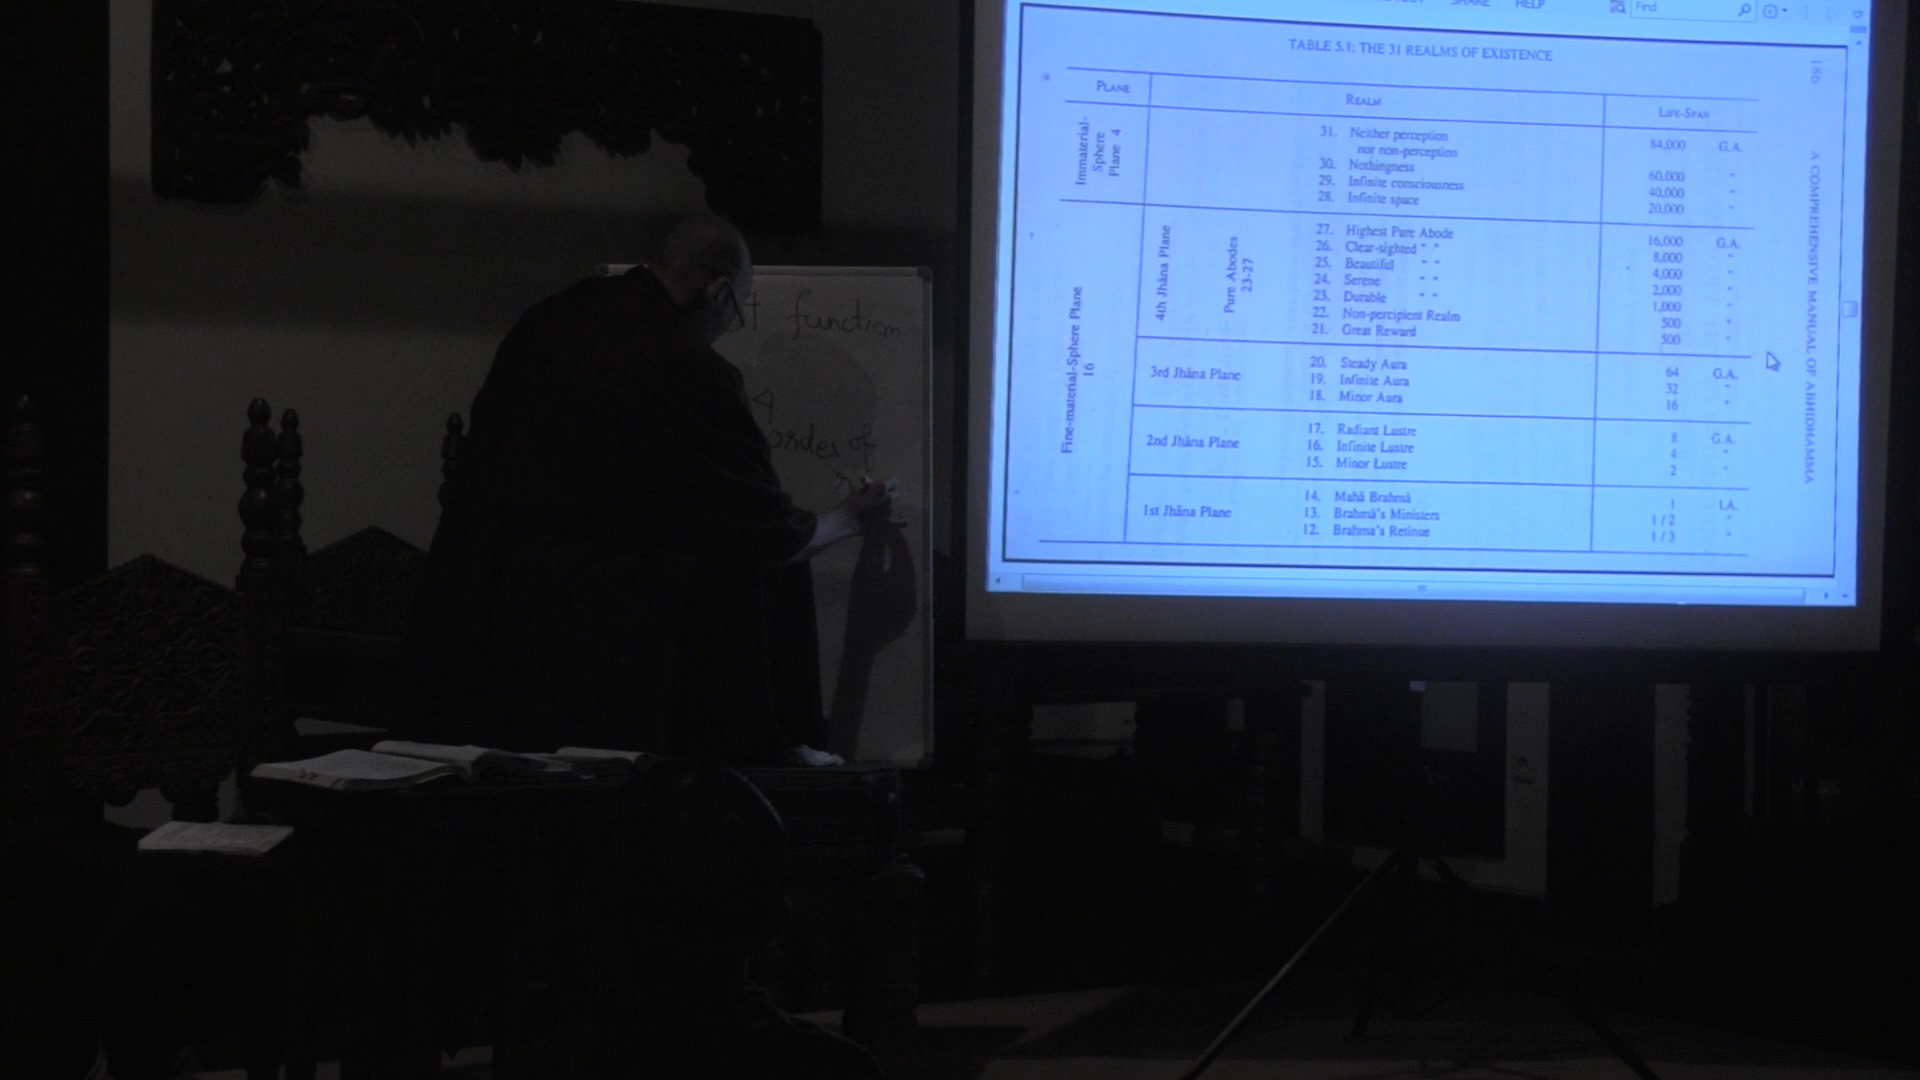 function
4
order of
SHARE HELP
Find
TABLE 5.1: THE 31 REALMS OF EXISTENCE
186
A COMPREHENSIVE MANUAL OF ABHIDHAMMA
PLANE REALM LIFE-SPAN
Immaterial-
Sphere
Plane 4
31. Neither perception
nor non-perception 84,000 G.A.
30. Nothingness 60,000 "
29. Infinite consciousness 40,000 "
28. Infinite space 20,000 "
Fine-material-Sphere Plane
16
4th Jhāna Plane
Pure Abodes
23-27
27. Highest Pure Abode 16,000 G.A.
26. Clear-sighted " " 8,000 "
25. Beautiful " " 4,000 "
24. Serene " " 2,000 "
23. Durable " " 1,000 "
22. Non-percipient Realm 500 "
21. Great Reward 500 "
3rd Jhāna Plane
20. Steady Aura 64 G.A.
19. Infinite Aura 32 "
18. Minor Aura 16 "
2nd Jhāna Plane
17. Radiant Lustre 8 G.A.
16. Infinite Lustre 4 "
15. Minor Lustre 2 "
1st Jhāna Plane
14. Mahā Brahmā 1 I.A.
13. Brahmā's Ministers 1/2 "
12. Brahma's Retinue 1/3 "